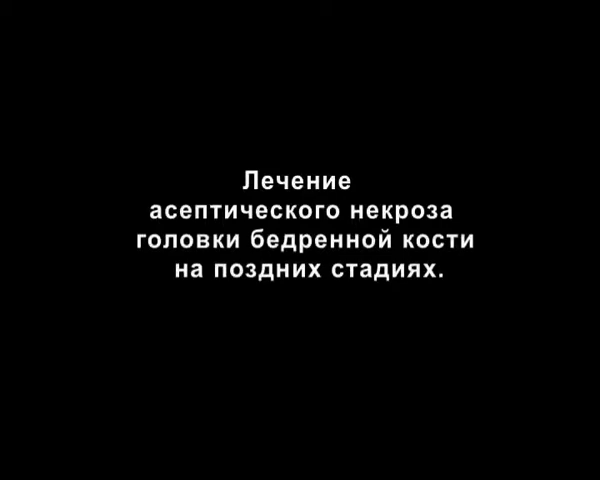 Лечение
асептического некроза
головки бедренной кости
на поздних стадиях.